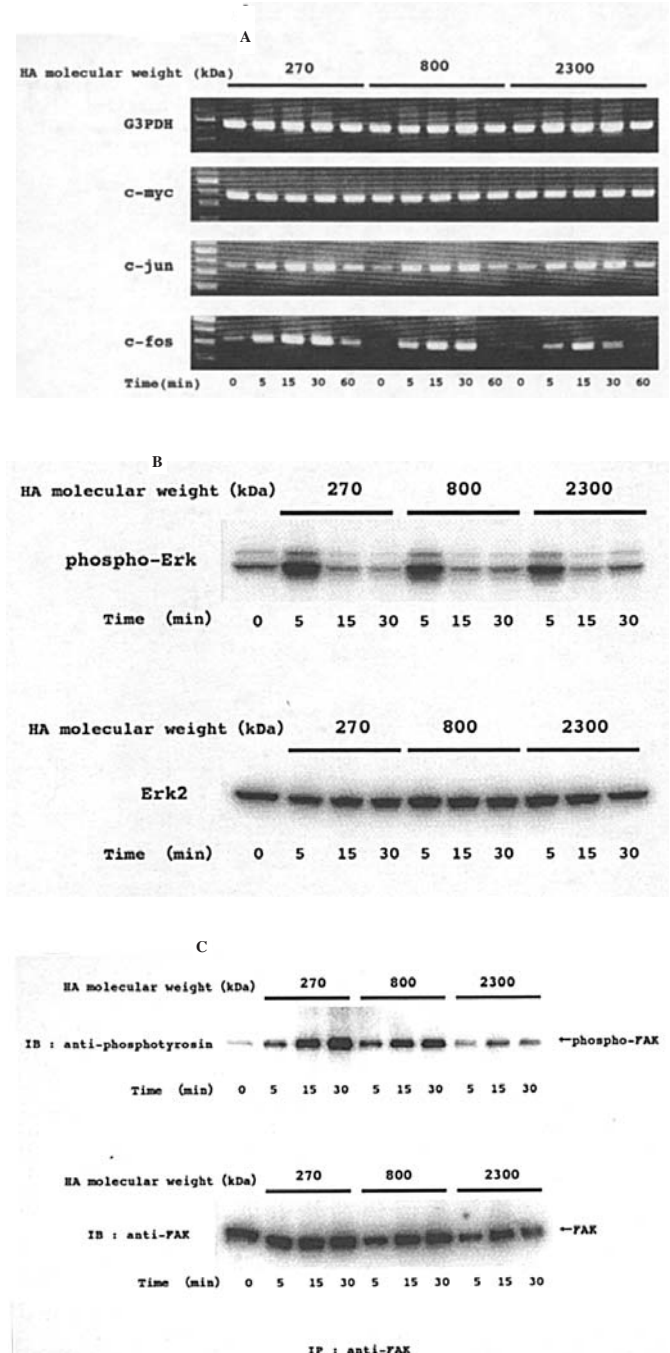 A
HA molecular weight (kDa) 270 800 2300
G3PDH
c-myc
c-jun
c-fos
Time(min) 0 5 15 30 60 0 5 15 30 60 0 5 15 30 60
B
HA molecular weight (kDa) 270 800 2300
phospho-Erk
Time (min) 0 5 15 30 5 15 30 5 15 30
HA molecular weight (kDa) 270 800 2300
Erk2
Time (min) 0 5 15 30 5 15 30 5 15 30
C
HA molecular weight (kDa) 270 800 2300
IB : anti-phosphotyrosin ←phospho-FAK
Time (min) 0 5 15 30 5 15 30 5 15 30
HA molecular weight (kDa) 270 800 2300
IB : anti-FAK ←FAK
Time (min) 0 5 15 30 5 15 30 5 15 30
IP : anti-FAK